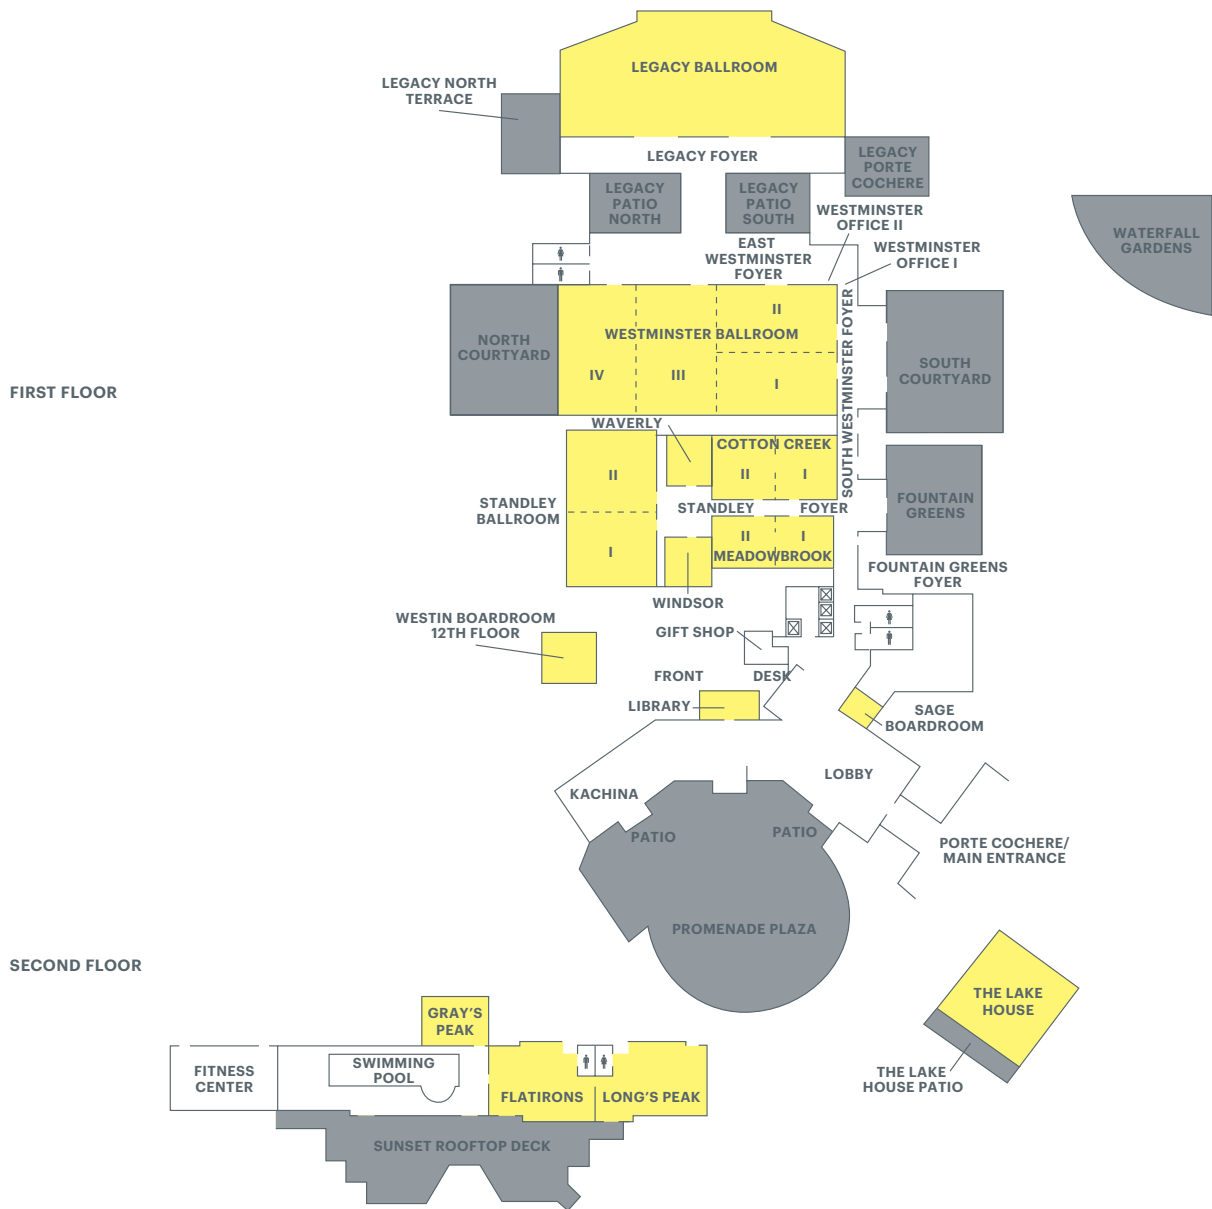 LEGACY BALLROOM
LEGACY NORTH
TERRACE
LEGACY FOYER
LEGACY
PORTE
COCHERE
LEGACY
PATIO
NORTH
LEGACY
PATIO
SOUTH
WESTMINSTER
OFFICE II
WATERFALL
GARDENS
EAST
WESTMINSTER
FOYER
WESTMINSTER
OFFICE I
SOUTH WESTMINSTER FOYER
II
WESTMINSTER BALLROOM
NORTH
COURTYARD
IV
III
I
SOUTH
COURTYARD
FIRST FLOOR
WAVERLY
COTTON CREEK
II
II
I
STANDLEY
BALLROOM
STANDLEY
FOYER
FOUNTAIN
GREENS
II
I
I
MEADOWBROOK
FOUNTAIN GREENS
FOYER
WINDSOR
WESTIN BOARDROOM
12TH FLOOR
GIFT SHOP
FRONT
DESK
LIBRARY
SAGE
BOARDROOM
LOBBY
KACHINA
PATIO
PATIO
PORTE COCHERE/
MAIN ENTRANCE
PROMENADE PLAZA
SECOND FLOOR
THE LAKE
HOUSE
GRAY'S
PEAK
FITNESS
CENTER
SWIMMING
POOL
THE LAKE
HOUSE PATIO
FLATIRONS
LONG'S PEAK
SUNSET ROOFTOP DECK